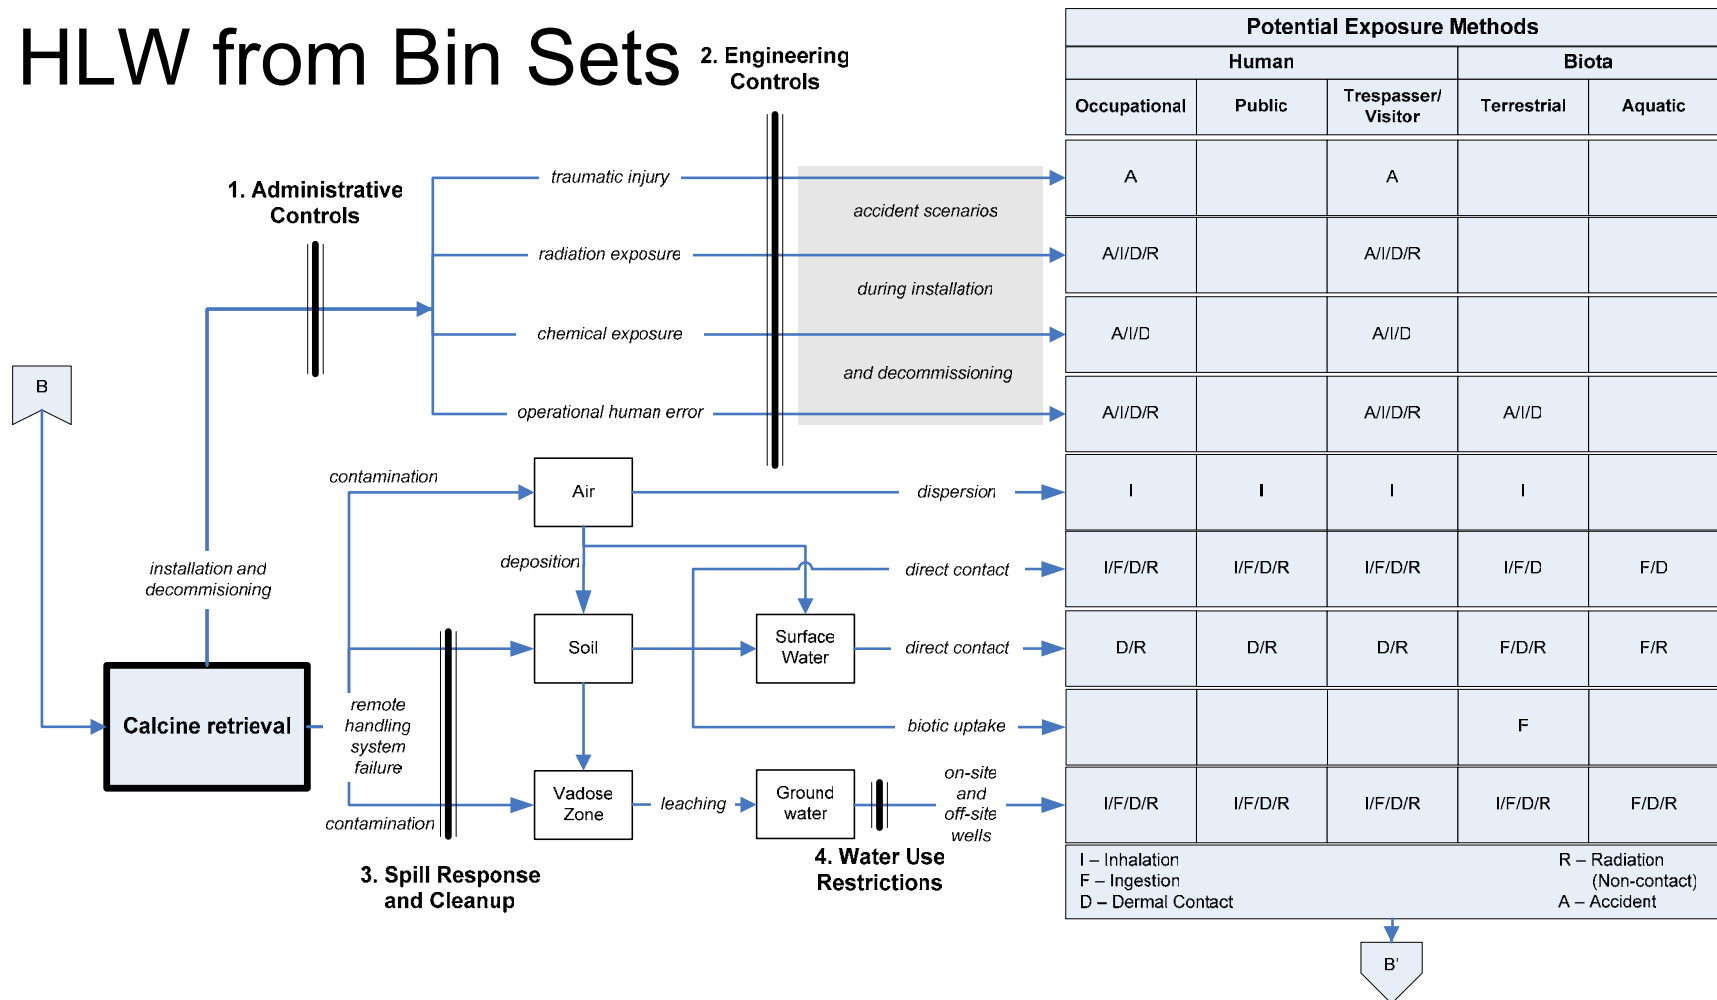 HLW from Bin Sets
2. Engineering
Controls
1. Administrative
Controls
traumatic injury
radiation exposure
chemical exposure
operational human error
accident scenarios
during installation
and decommissioning
B
contamination
Air
dispersion
deposition
installation and
decommisioning
direct contact
Soil
Surface
Water
direct contact
Calcine retrieval
remote
handling
system
failure
biotic uptake
contamination
Vadose
Zone
leaching
Ground
water
on-site
and
off-site
wells
3. Spill Response
and Cleanup
4. Water Use
Restrictions
Potential Exposure Methods
Human Biota
Occupational Public Trespasser/
Visitor Terrestrial Aquatic
A A
A/I/D/R A/I/D/R
A/I/D A/I/D
A/I/D/R A/I/D/R A/I/D
I I I I
I/F/D/R I/F/D/R I/F/D/R I/F/D F/D
D/R D/R D/R F/D/R F/R
F
I/F/D/R I/F/D/R I/F/D/R I/F/D/R F/D/R
I – Inhalation
F – Ingestion
D – Dermal Contact
R – Radiation
(Non-contact)
A – Accident
B'